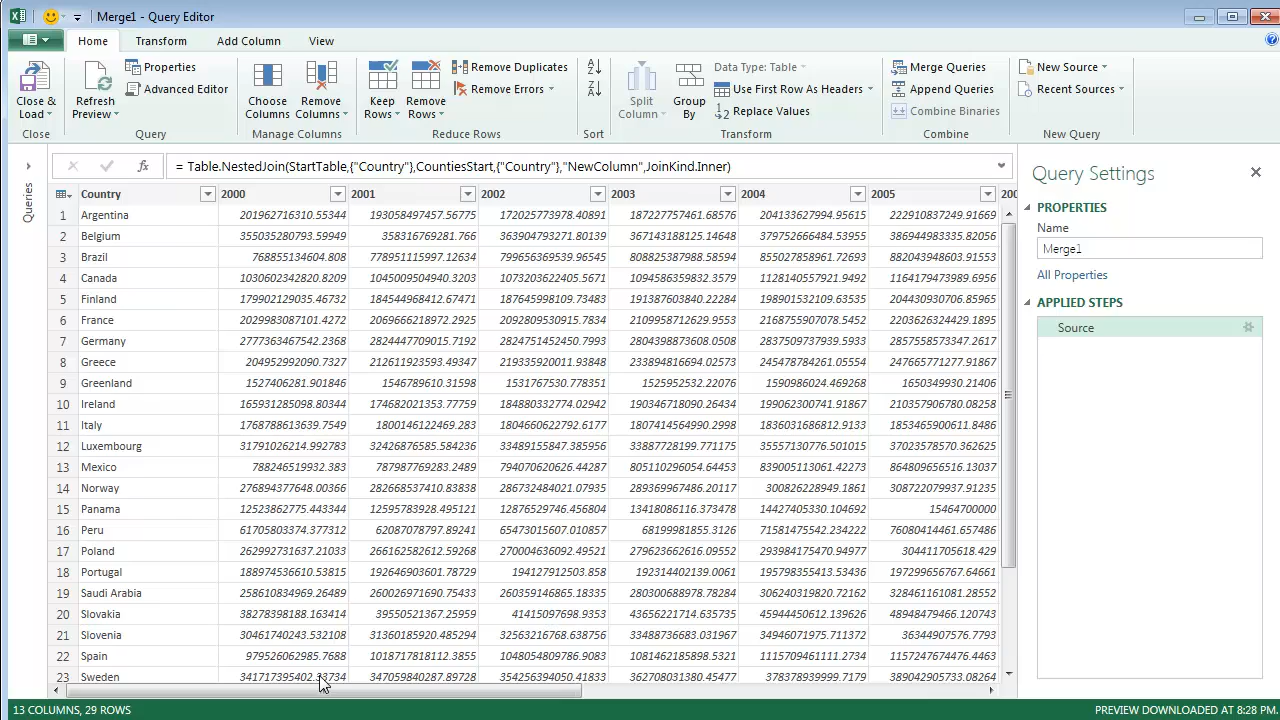 Merge1 - Query Editor
Home Transform Add Column View
Close & Load
Close
Refresh Preview
Properties
Advanced Editor
Query
Choose Columns
Remove Columns
Manage Columns
Keep Rows
Remove Rows
Remove Duplicates
Remove Errors
Reduce Rows
Sort
Split Column
Group By
Data Type: Table
Use First Row As Headers
Replace Values
Transform
Merge Queries
Append Queries
Combine Binaries
Combine
New Source
Recent Sources
New Query
Queries
fx = Table.NestedJoin(StartTable,{"Country"},CountiesStart,{"Country"},"NewColumn",JoinKind.Inner)
Country 2000 2001 2002 2003 2004 2005 200
1 Argentina 201962716310.55344 193058497457.56775 172025773978.40891 187227757461.68576 204133627994.95615 222910837249.91669
2 Belgium 355035280793.59949 358316769281.766 363904793271.80139 367143188125.14648 379752666484.53955 386944983335.82056
3 Brazil 768855134604.808 778951115997.12634 799656369539.96545 808825387988.58594 855027858961.72693 882043948603.91553
4 Canada 1030602342820.8209 1045009504940.3203 1073203622405.5671 1094586359832.3579 1128140557921.9492 1164179473989.6956
5 Finland 179902129035.46732 184544968412.67471 187645998109.73483 191387603840.22284 198901532109.63535 204430930706.85965
6 France 2029983087101.4272 2069666218972.2925 2092809530915.7834 2109958712629.9553 2168755907078.5452 2203626324429.1895
7 Germany 2777363467542.2368 2824447709015.7192 2824751452450.7993 2804398873608.0508 2837509737939.5933 2857558573347.2617
8 Greece 204952992090.7327 212611923593.49347 219335920011.93848 233894816694.02573 245478784261.05554 247665771277.91867
9 Greenland 1527406281.901846 1546789610.31598 1531767530.778351 1525952532.22076 1590986024.469268 1650349930.21406
10 Ireland 165931285098.80344 174682021353.77759 184880332774.02942 190346718090.26434 199062300741.91867 210357906780.08258
11 Italy 1768788613639.7549 1800146122469.283 1804660622792.6177 1807414564990.2998 1836031686812.9133 1853465900611.8486
12 Luxembourg 31791026214.992783 32426876585.584236 33489155847.385956 33887728199.771175 35557130776.501015 37023578570.362625
13 Mexico 788246519932.383 787987769283.2489 794070620626.44287 805110296054.64453 839005113061.42273 864809656516.13037
14 Norway 276894377648.00366 282668537410.83838 286732484021.07935 289369967486.20117 300826228949.1861 308722079937.91235
15 Panama 12523862775.443344 12595783928.495121 12876529746.456804 13418086116.373478 14427405330.104692 15464700000
16 Peru 61705803374.377312 62087078797.89241 65473015607.010857 68199981855.3126 71581475542.234222 76080414461.657486
17 Poland 262992731637.21033 266162582612.59268 270004636092.49521 279623662616.09552 293984175470.94977 304411705618.429
18 Portugal 188974536610.53815 192646903601.78729 194127912503.858 192314402139.0061 195798355413.53436 197299656767.64661
19 Saudi Arabia 258610834969.26489 260026971490.75433 260359146865.18335 280300688978.78284 306240319820.72162 328461161081.28552
20 Slovakia 38278398188.163414 39550521367.25959 41415097698.9353 43656221714.635735 45944450612.139626 48948479466.120743
21 Slovenia 30461740243.532108 31360185920.485294 32563216768.638756 33488736683.031967 34946071975.711372 36344907576.7793
22 Spain 979526062985.7688 1018717818112.3855 1048054809786.9083 1081462185898.5321 1115709461111.2734 1157247674476.4463
23 Sweden 347059840287.89728 354256394050.41833 362708031380.45477 378378939999.7179 389042905733.08264
Query Settings
PROPERTIES
Name
Merge1
All Properties
APPLIED STEPS
Source
13 COLUMNS, 29 ROWS
PREVIEW DOWNLOADED AT 8:28 PM.